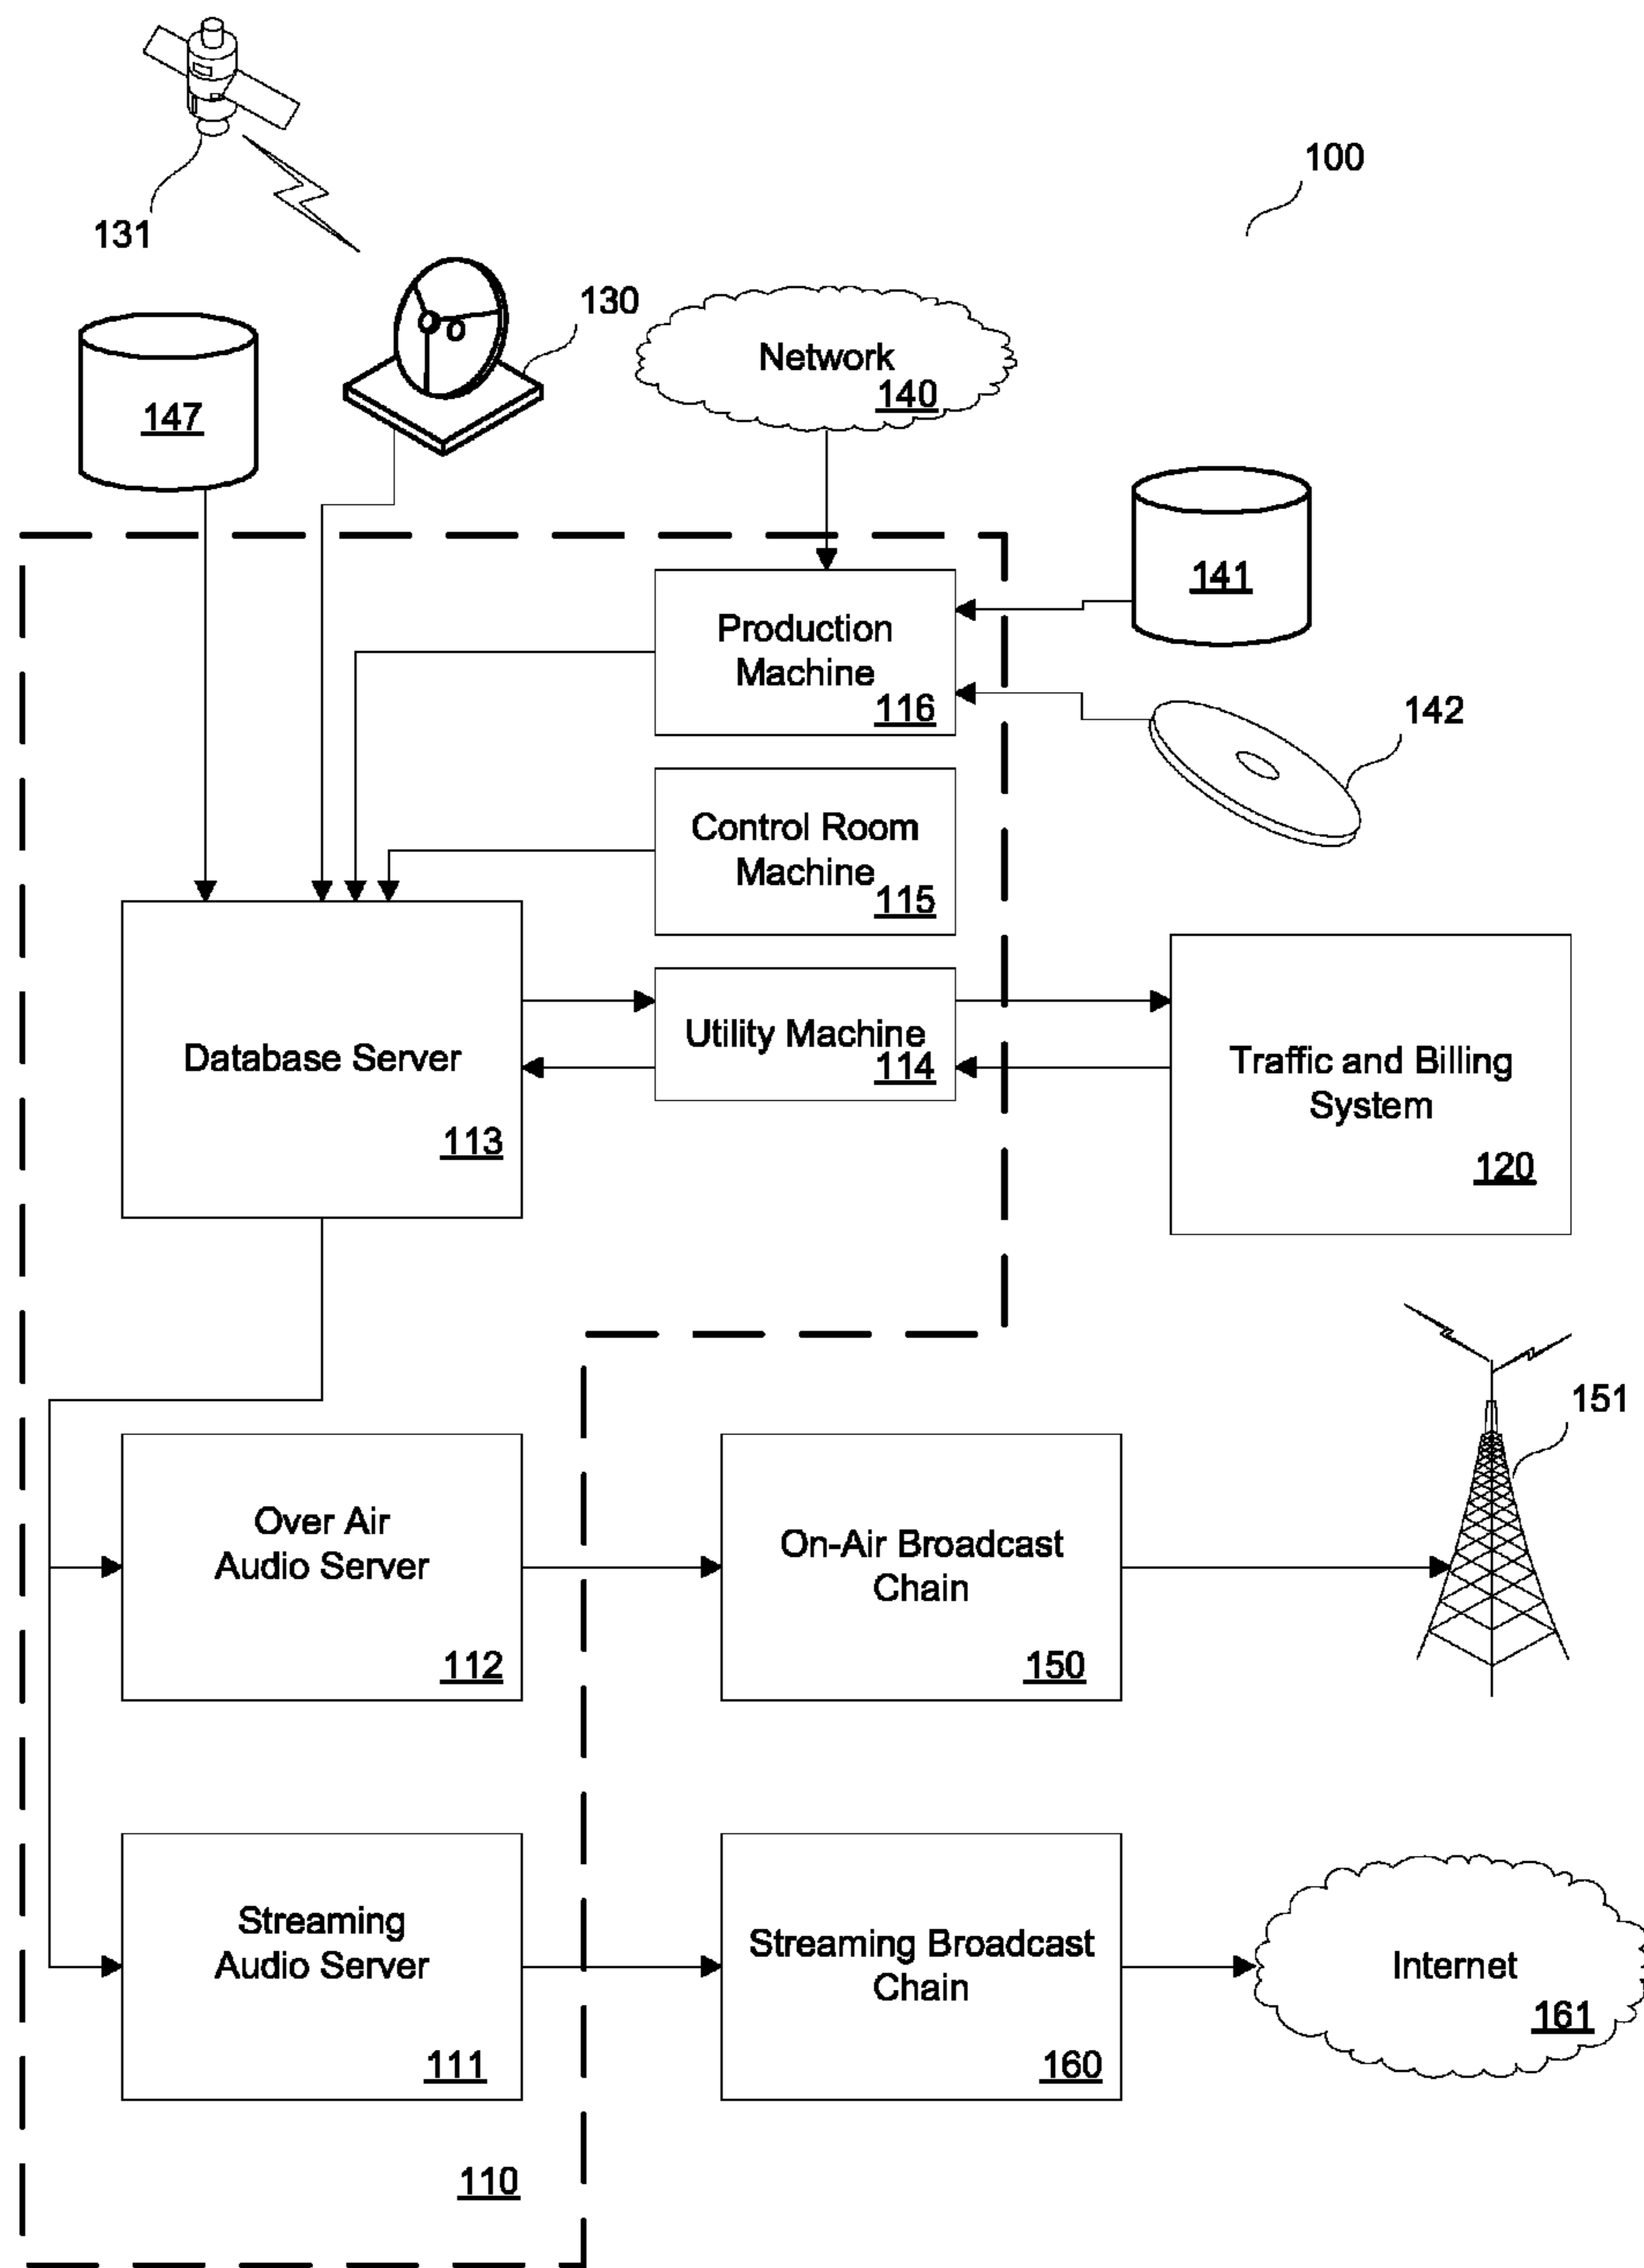 100
131
130
147
Network
140
141
Production
Machine
116
142
Control Room
Machine
115
Database Server
113
Utility Machine
114
Traffic and Billing
System
120
151
Over Air
Audio Server
112
On-Air Broadcast
Chain
150
Streaming
Audio Server
111
Streaming Broadcast
Chain
160
Internet
161
110